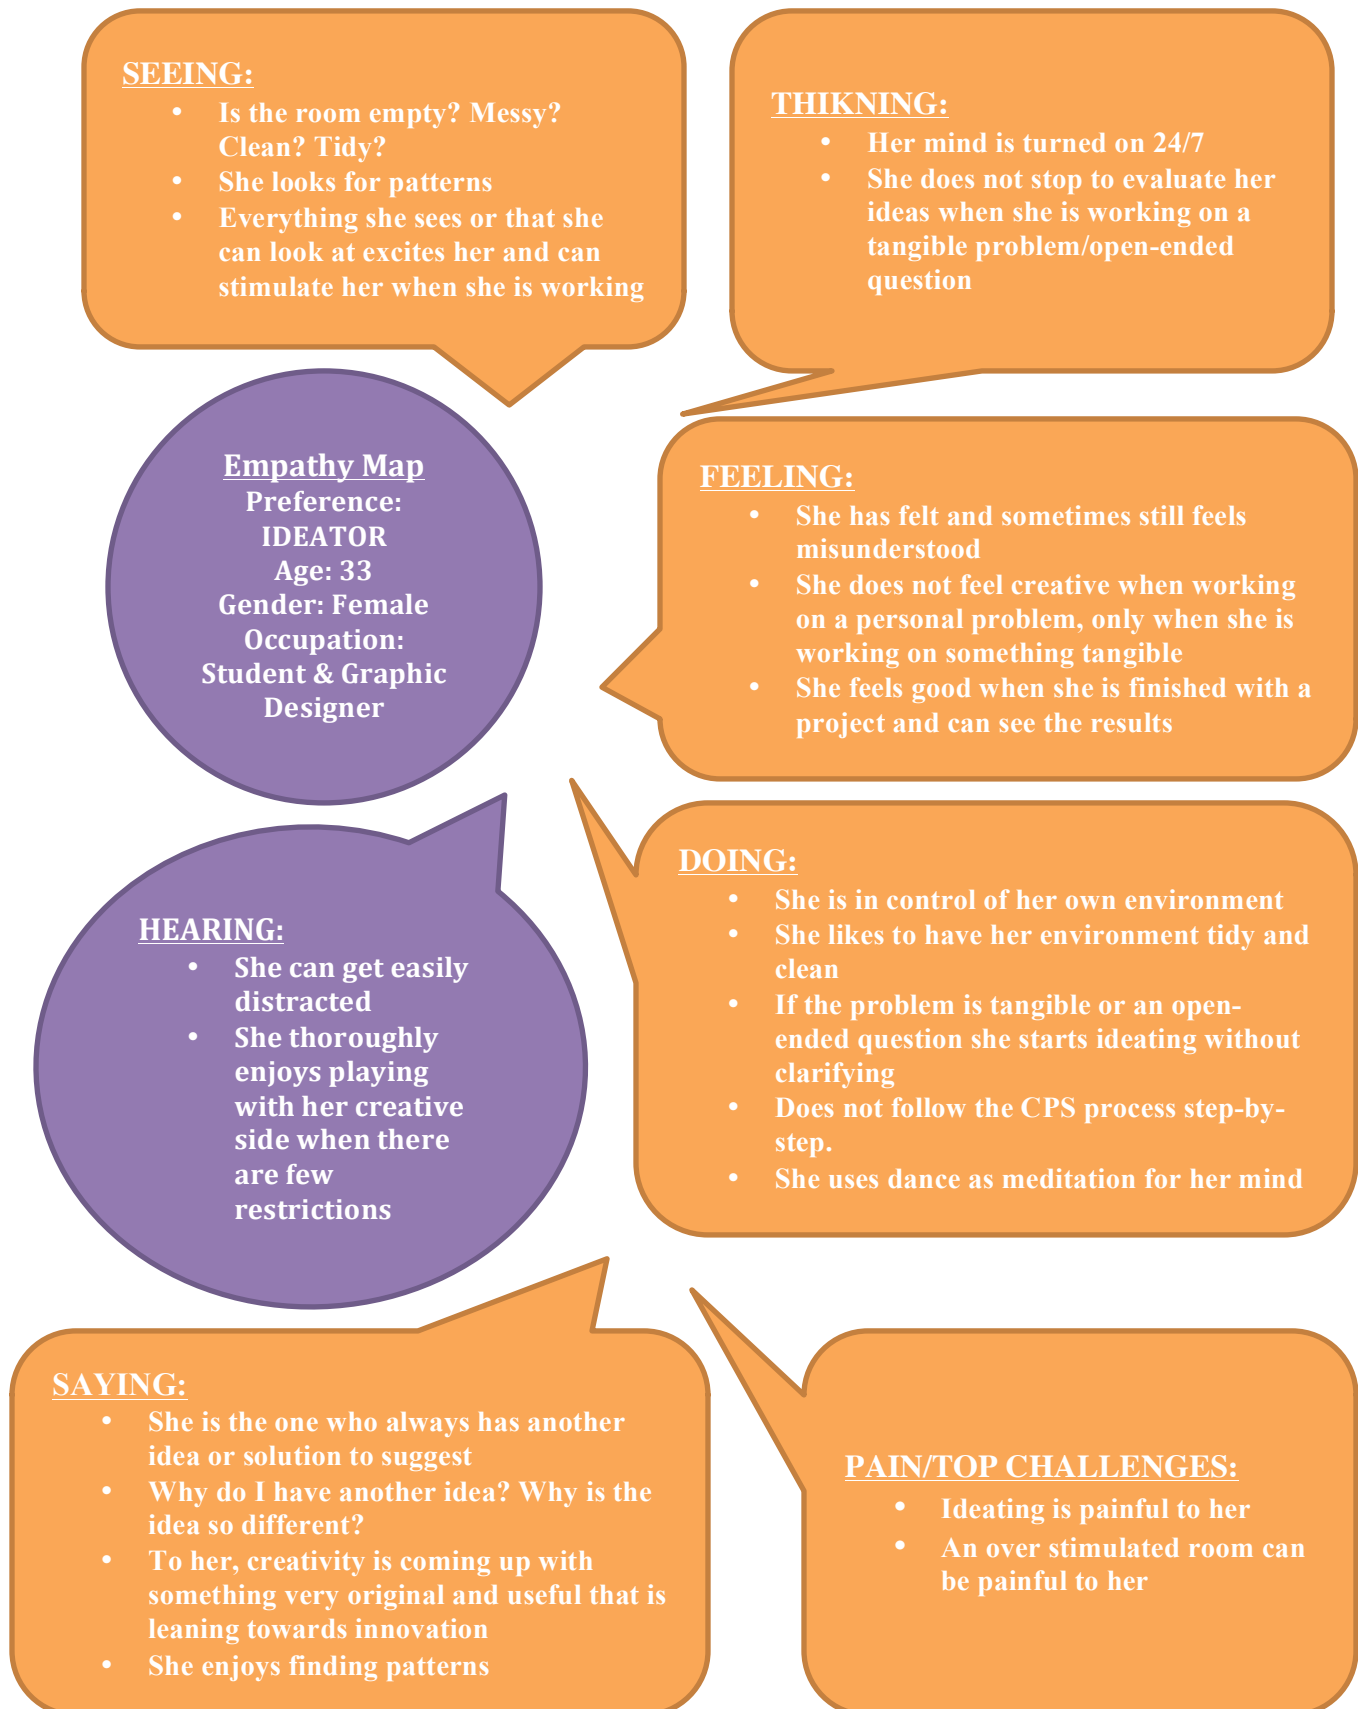 SEEING:
• Is the room empty? Messy?
Clean? Tidy?
• She looks for patterns
• Everything she sees or that she
can look at excites her and can
stimulate her when she is working
THIKNING:
• Her mind is turned on 24/7
• She does not stop to evaluate her
ideas when she is working on a
tangible problem/open-ended
question
Empathy Map
Preference:
IDEATOR
Age: 33
Gender: Female
Occupation:
Student & Graphic
Designer
FEELING:
• She has felt and sometimes still feels
misunderstood
• She does not feel creative when working
on a personal problem, only when she is
working on something tangible
• She feels good when she is finished with a
project and can see the results
HEARING:
• She can get easily
distracted
• She thoroughly
enjoys playing
with her creative
side when there
are few
restrictions
DOING:
• She is in control of her own environment
• She likes to have her environment tidy and
clean
• If the problem is tangible or an open-
ended question she starts ideating without
clarifying
• Does not follow the CPS process step-by-
step.
• She uses dance as meditation for her mind
SAYING:
• She is the one who always has another
idea or solution to suggest
• Why do I have another idea? Why is the
idea so different?
• To her, creativity is coming up with
something very original and useful that is
leaning towards innovation
• She enjoys finding patterns
PAIN/TOP CHALLENGES:
• Ideating is painful to her
• An over stimulated room can
be painful to her